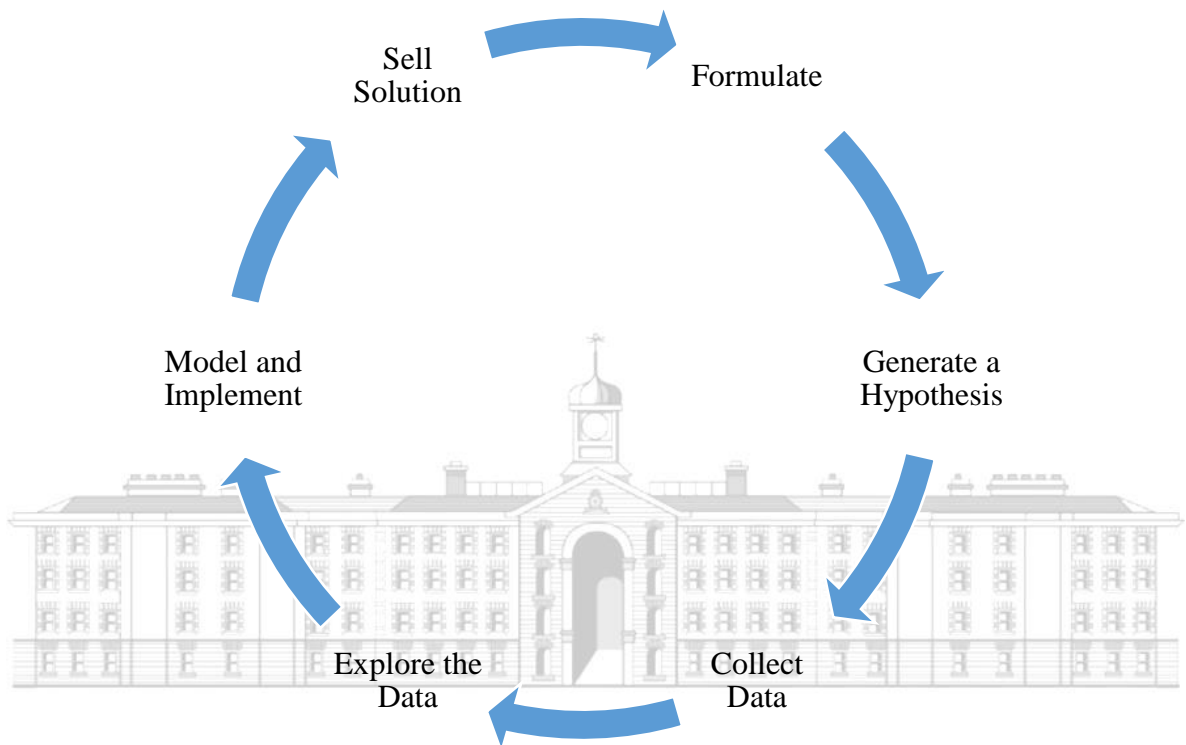 Sell
Solution
Formulate
Generate a
Hypothesis
Collect
Data
Explore the
Data
Model and
Implement